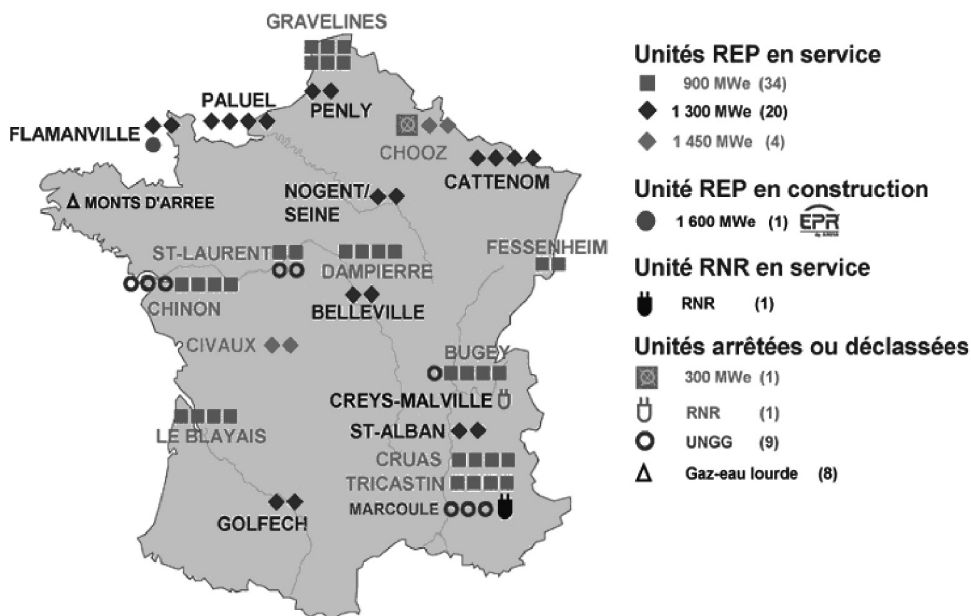 GRAVELINES
PALUEL
PENLY
FLAMANVILLE
CHOOZ
CATTENOM
MONTS D'ARREE
NOGENT/
SEINE
ST-LAURENT
DAMPIERRE
FESSENHEIM
CHINON
BELLEVILLE
CIVAUX
BUGEY
CREYS-MALVILLE
LE BLAYAIS
ST-ALBAN
CRUAS
TRICASTIN
MARCOULE
GOLFECH
Unités REP en service
900 MWe (34)
1 300 MWe (20)
1 450 MWe (4)
Unité REP en construction
1 600 MWe (1) EPR
Unité RNR en service
RNR (1)
Unités arrêtées ou déclassées
300 MWe (1)
RNR (1)
UNGG (9)
Gaz-eau lourde (8)